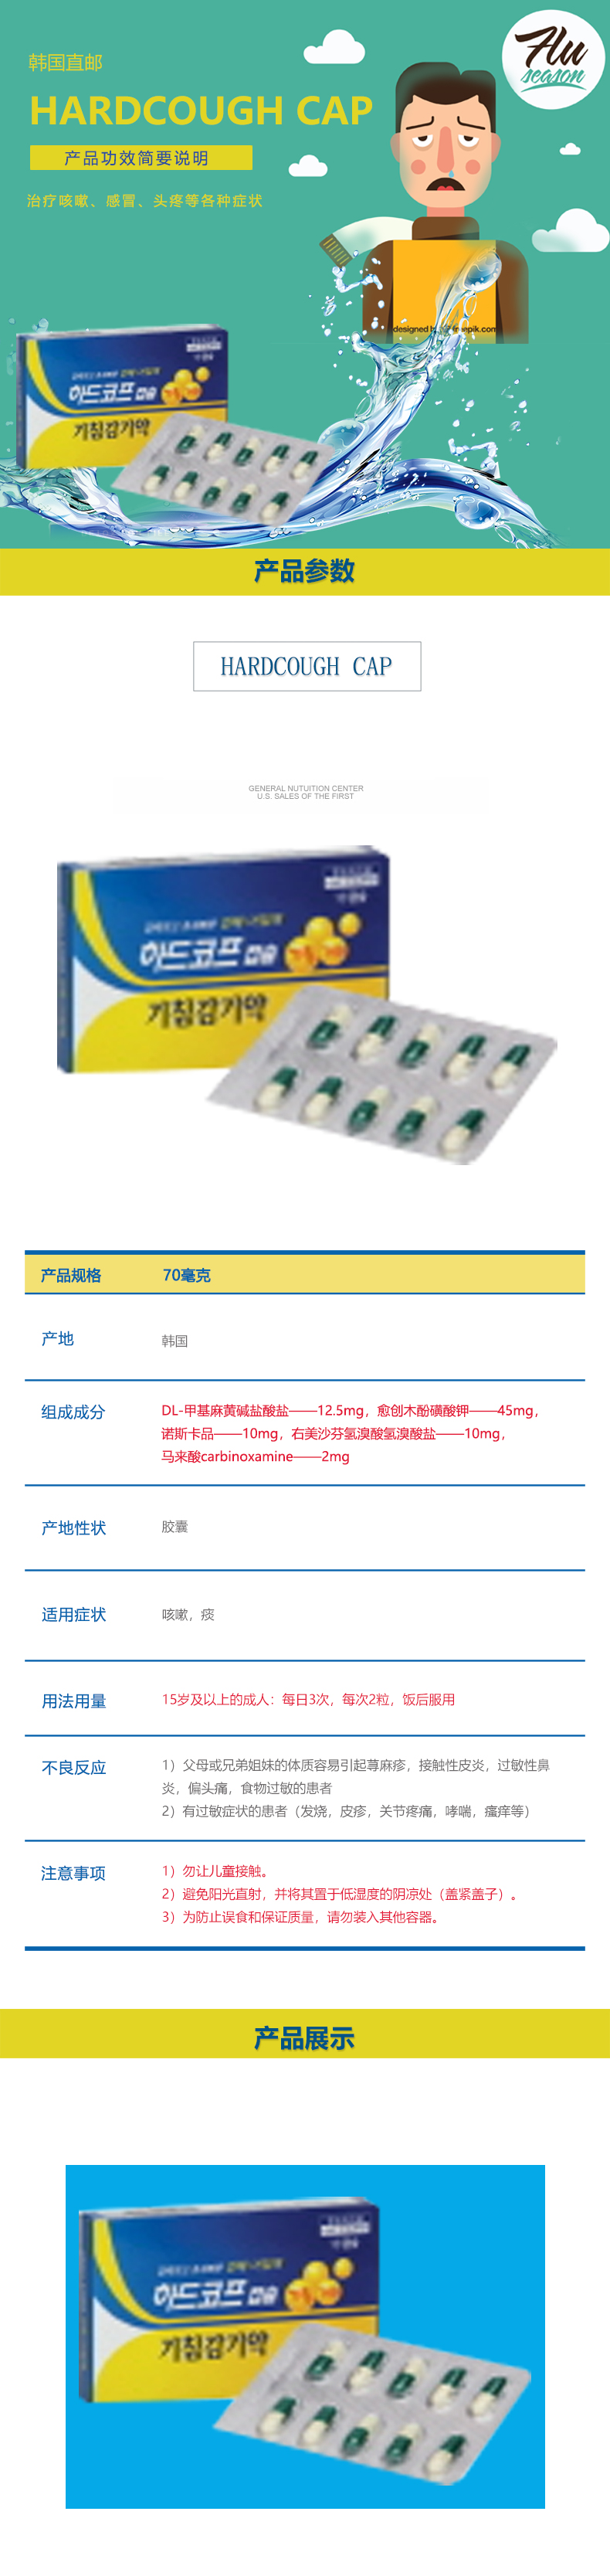 Flu
season
韩国直邮
HARDCOUGH CAP
产品功效简要说明
治疗咳嗽、感冒、头疼等各种症状
designed by freepik.com
하드코프 캡슐
기침감기약
产品参数
HARDCOUGH CAP
GENERAL NUTUITION CENTER
U.S. SALES OF THE FIRST
하드코프 캡슐
기침감기약
产品规格 70毫克
产地 韩国
组成成分 DL-甲基麻黄碱盐酸盐——12.5mg，愈创木酚磺酸钾——45mg，
诺斯卡品——10mg，右美沙芬氢溴酸氢溴酸盐——10mg，
马来酸carbinoxamine——2mg
产地性状 胶囊
适用症状 咳嗽，痰
用法用量 15岁及以上的成人：每日3次，每次2粒，饭后服用
不良反应 1）父母或兄弟姐妹的体质容易引起荨麻疹，接触性皮炎，过敏性鼻
炎，偏头痛，食物过敏的患者
2）有过敏症状的患者（发烧，皮疹，关节疼痛，哮喘，瘙痒等）
注意事项 1）勿让儿童接触。
2）避免阳光直射，并将其置于低湿度的阴凉处（盖紧盖子）。
3）为防止误食和保证质量，请勿装入其他容器。
产品展示
하드코프 캡슐
기침감기약